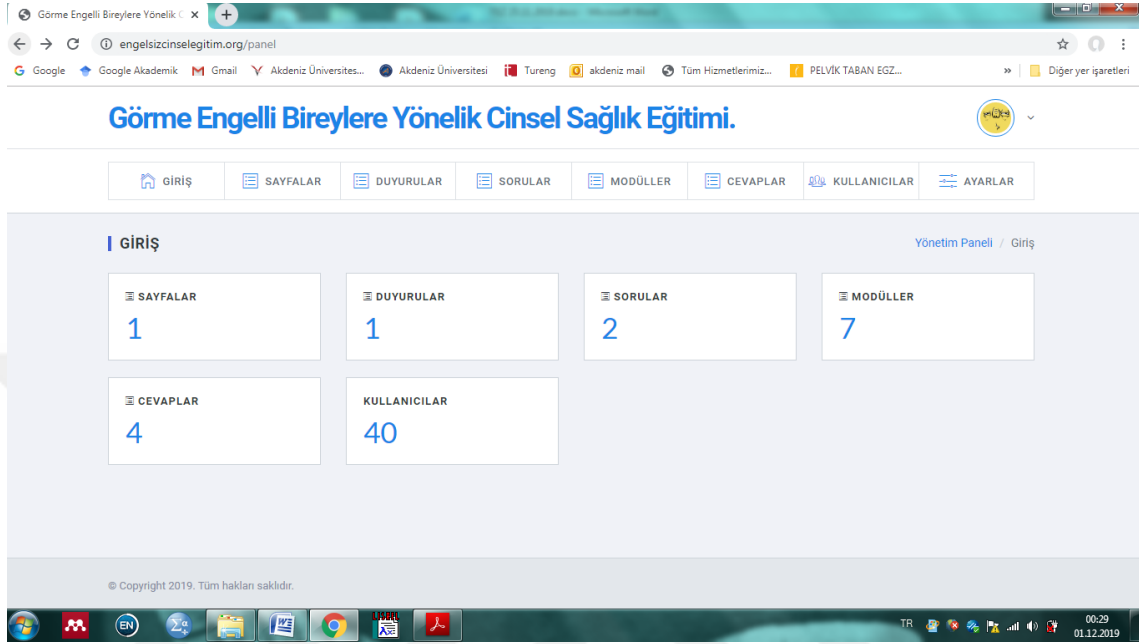 Görme Engelli Bireylere Yönelik C
engelsizcinselegitim.org/panel
Google Google Akademik Gmail Akdeniz Üniversites... Akdeniz Üniversitesi Tureng akdeniz mail Tüm Hizmetlerimiz... PELVİK TABAN EGZ... » Diğer yer işaretleri
Görme Engelli Bireylere Yönelik Cinsel Sağlık Eğitimi.
GİRİŞ SAYFALAR DUYURULAR SORULAR MODÜLLER CEVAPLAR KULLANICILAR AYARLAR
GİRİŞ Yönetim Paneli / Giriş
SAYFALAR DUYURULAR SORULAR MODÜLLER
1 1 2 7
CEVAPLAR KULLANICILAR
4 40
© Copyright 2019. Tüm hakları saklıdır.
EN TR 00:29
01.12.2019